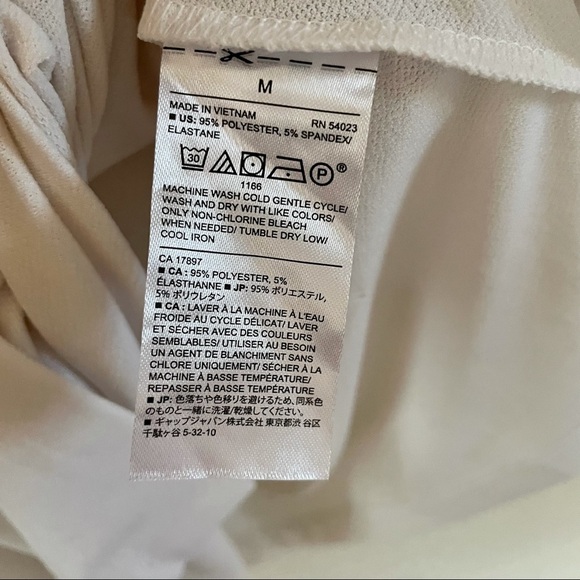 M
MADE IN VIETNAM RN 54023
■ US: 95% POLYESTER, 5% SPANDEX/
ELASTANE
30 P ®
1166
MACHINE WASH COLD GENTLE CYCLE/
WASH AND DRY WITH LIKE COLORS/
ONLY NON-CHLORINE BLEACH
WHEN NEEDED/ TUMBLE DRY LOW/
COOL IRON
CA 17897
■ CA : 95% POLYESTER, 5%
ÉLASTHANNE ■ JP: 95% ポリエステル,
5% ポリウレタン
■ CA : LAVER À LA MACHINE À L'EAU
FROIDE AU CYCLE DÉLICAT/ LAVER
ET SÉCHER AVEC DES COULEURS
SEMBLABLES/ UTILISER AU BESOIN
UN AGENT DE BLANCHIMENT SANS
CHLORE UNIQUEMENT/ SÉCHER À LA
MACHINE À BASSE TEMPÉRATURE/
REPASSER À BASSE TEMPÉRATURE
■ JP: 色落ちや色移りを避けるため、同系色
のものと一緒に洗濯/乾燥してください。
■ ギャップジャパン株式会社 東京都渋谷区
千駄ヶ谷 5-32-10